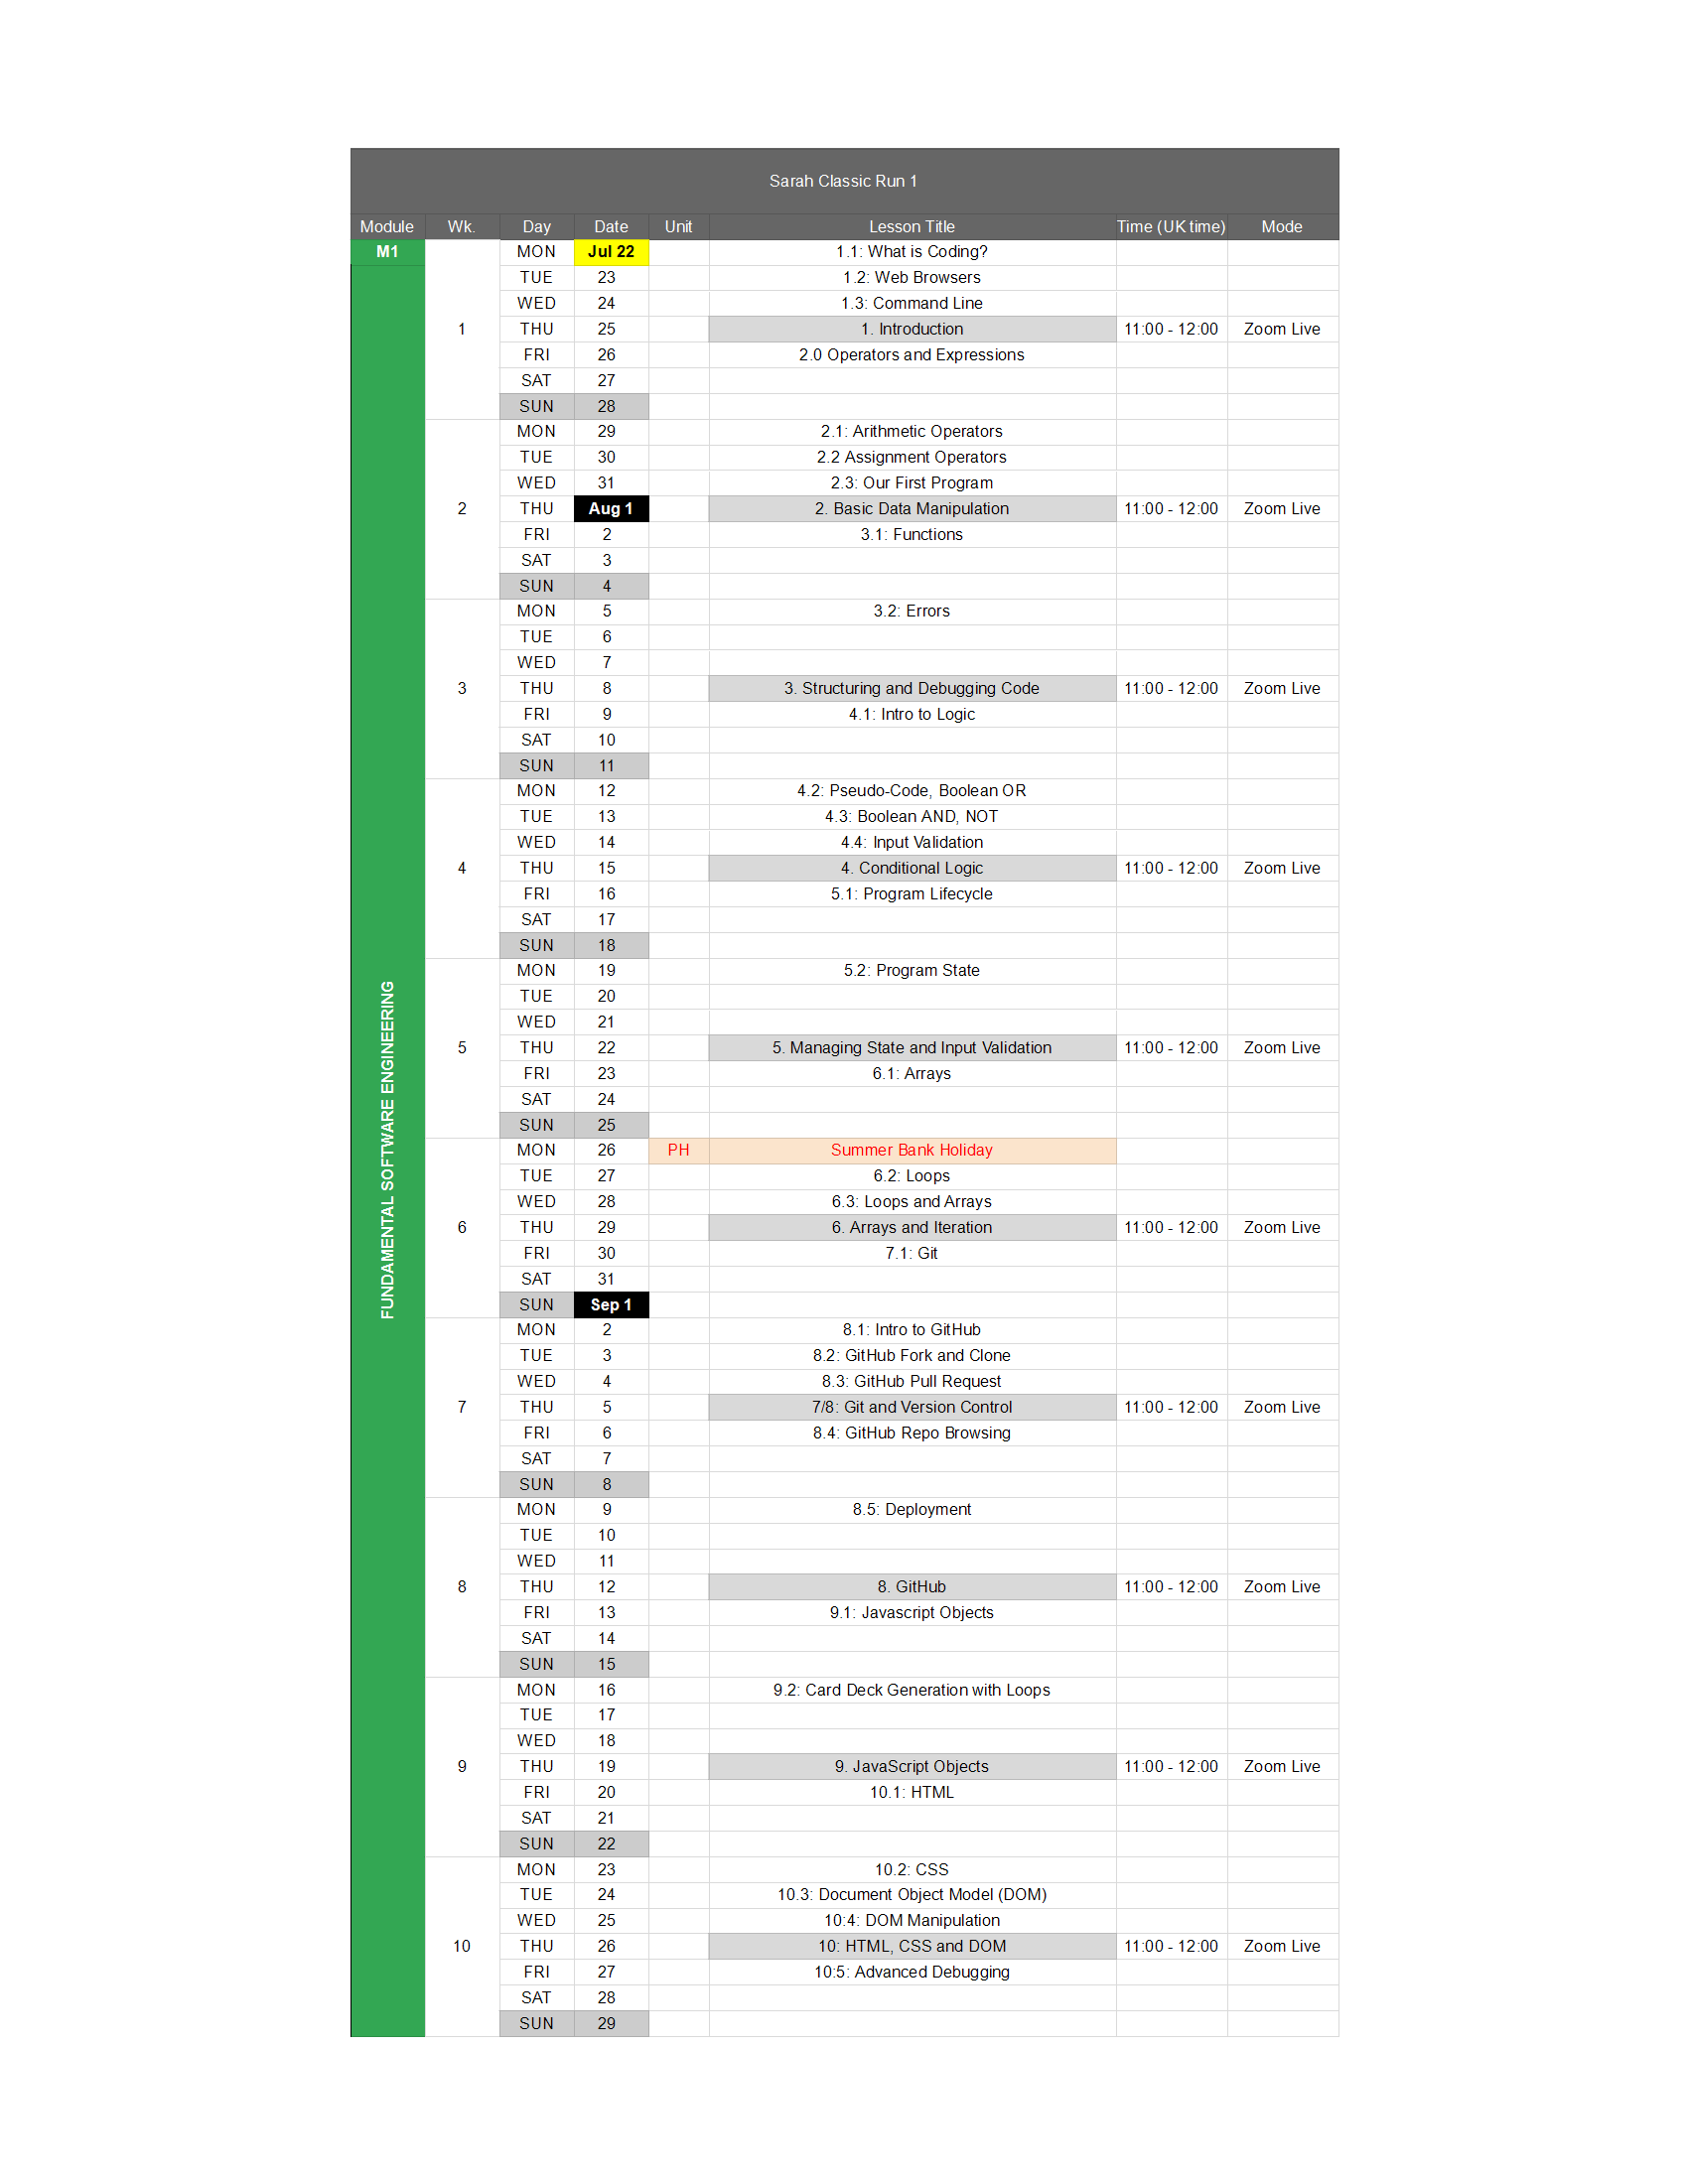 Sarah Classic Run 1
Module Wk. Day Date Unit Lesson Title Time (UK time) Mode
M1 MON Jul 22 1.1: What is Coding?
TUE 23 1.2: Web Browsers
WED 24 1.3: Command Line
1 THU 25 1. Introduction 11:00 - 12:00 Zoom Live
FRI 26 2.0 Operators and Expressions
SAT 27
SUN 28
MON 29 2.1: Arithmetic Operators
TUE 30 2.2 Assignment Operators
WED 31 2.3: Our First Program
2 THU Aug 1 2. Basic Data Manipulation 11:00 - 12:00 Zoom Live
FRI 2 3.1: Functions
SAT 3
SUN 4
MON 5 3.2: Errors
TUE 6
WED 7
3 THU 8 3. Structuring and Debugging Code 11:00 - 12:00 Zoom Live
FRI 9 4.1: Intro to Logic
SAT 10
SUN 11
MON 12 4.2: Pseudo-Code, Boolean OR
TUE 13 4.3: Boolean AND, NOT
WED 14 4.4: Input Validation
4 THU 15 4. Conditional Logic 11:00 - 12:00 Zoom Live
FRI 16 5.1: Program Lifecycle
SAT 17
SUN 18
MON 19 5.2: Program State
TUE 20
WED 21
5 THU 22 5. Managing State and Input Validation 11:00 - 12:00 Zoom Live
FRI 23 6.1: Arrays
SAT 24
SUN 25
FUNDAMENTAL SOFTWARE ENGINEERING
MON 26 PH Summer Bank Holiday
TUE 27 6.2: Loops
WED 28 6.3: Loops and Arrays
6 THU 29 6. Arrays and Iteration 11:00 - 12:00 Zoom Live
FRI 30 7.1: Git
SAT 31
SUN Sep 1
MON 2 8.1: Intro to GitHub
TUE 3 8.2: GitHub Fork and Clone
WED 4 8.3: GitHub Pull Request
7 THU 5 7/8: Git and Version Control 11:00 - 12:00 Zoom Live
FRI 6 8.4: GitHub Repo Browsing
SAT 7
SUN 8
MON 9 8.5: Deployment
TUE 10
WED 11
8 THU 12 8. GitHub 11:00 - 12:00 Zoom Live
FRI 13 9.1: Javascript Objects
SAT 14
SUN 15
MON 16 9.2: Card Deck Generation with Loops
TUE 17
WED 18
9 THU 19 9. JavaScript Objects 11:00 - 12:00 Zoom Live
FRI 20 10.1: HTML
SAT 21
SUN 22
MON 23 10.2: CSS
TUE 24 10.3: Document Object Model (DOM)
WED 25 10:4: DOM Manipulation
10 THU 26 10: HTML, CSS and DOM 11:00 - 12:00 Zoom Live
FRI 27 10:5: Advanced Debugging
SAT 28
SUN 29